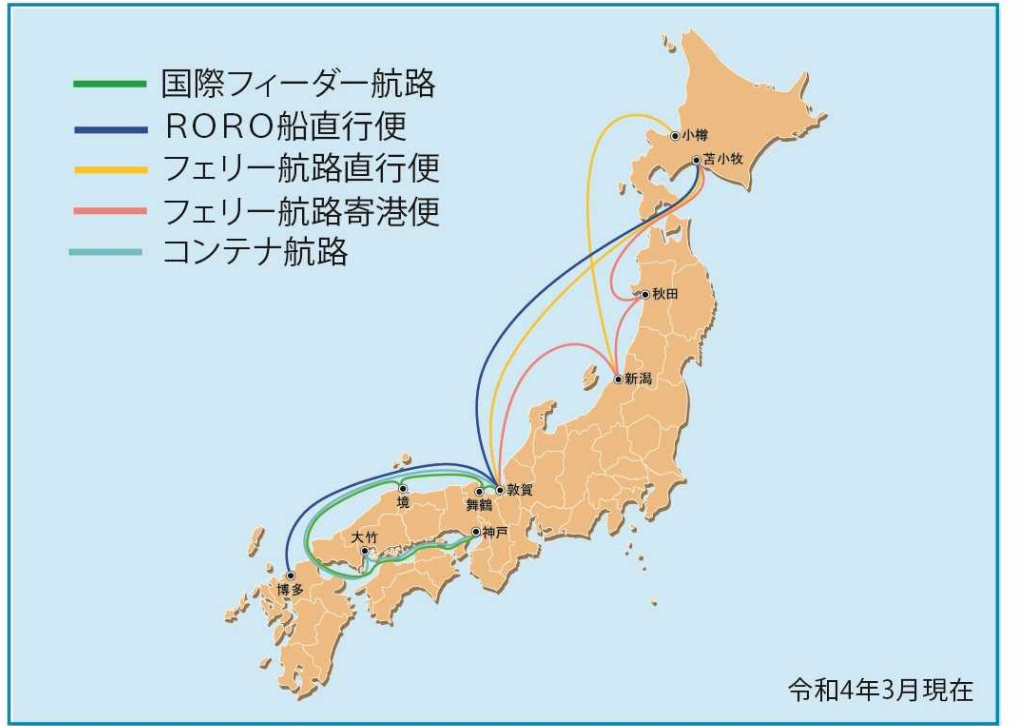 国際フィーダー航路
RORO船直行便
フェリー航路直行便
フェリー航路寄港便
コンテナ航路
小樽
苫小牧
秋田
新潟
敦賀
舞鶴
境
神戸
大竹
博多
令和4年3月現在